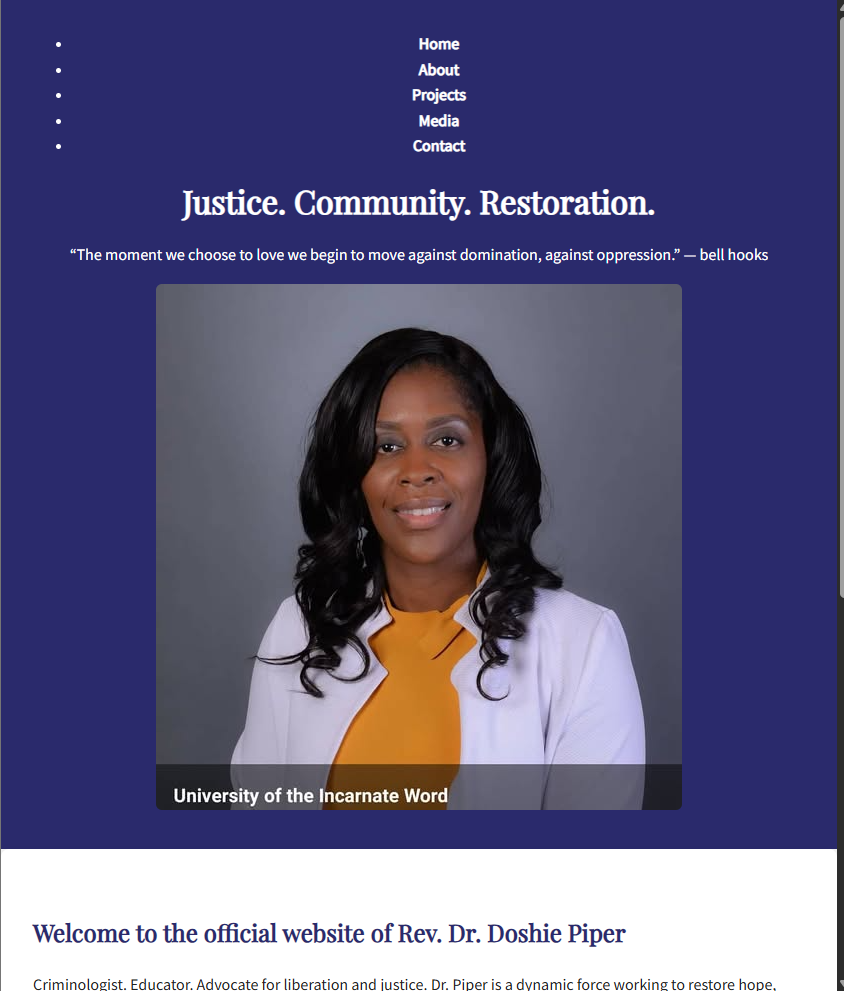 Home
About
Projects
Media
Contact
Justice. Community. Restoration.
“The moment we choose to love we begin to move against domination, against oppression.” — bell hooks
University of the Incarnate Word
Welcome to the official website of Rev. Dr. Doshie Piper
Criminologist. Educator. Advocate for liberation and justice. Dr. Piper is a dynamic force working to restore hope,